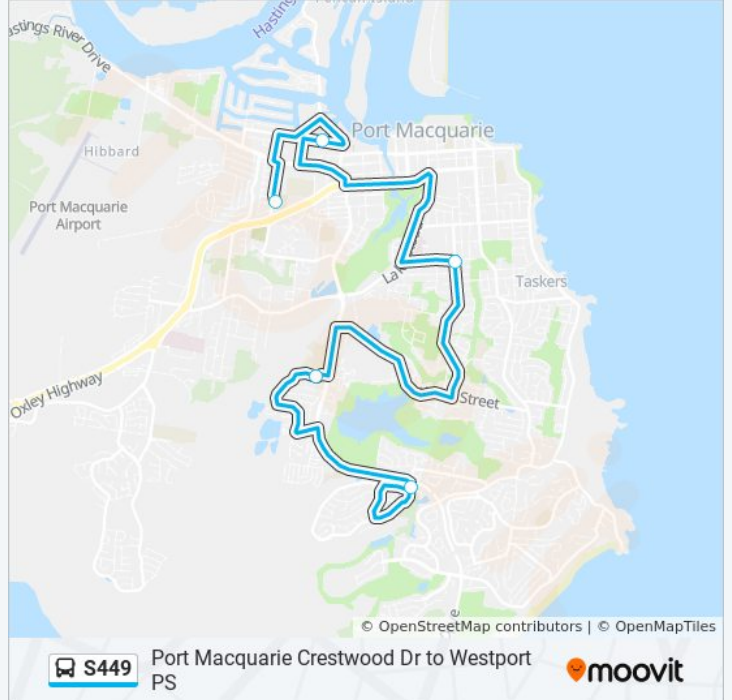 Hastings River Drive
Port Macquarie
Hibbard
Port Macquarie
Airport
Taskers
Oxley Highway
Street
© OpenStreetMap contributors | © OpenMapTiles
S449
Port Macquarie Crestwood Dr to Westport
PS
moovit